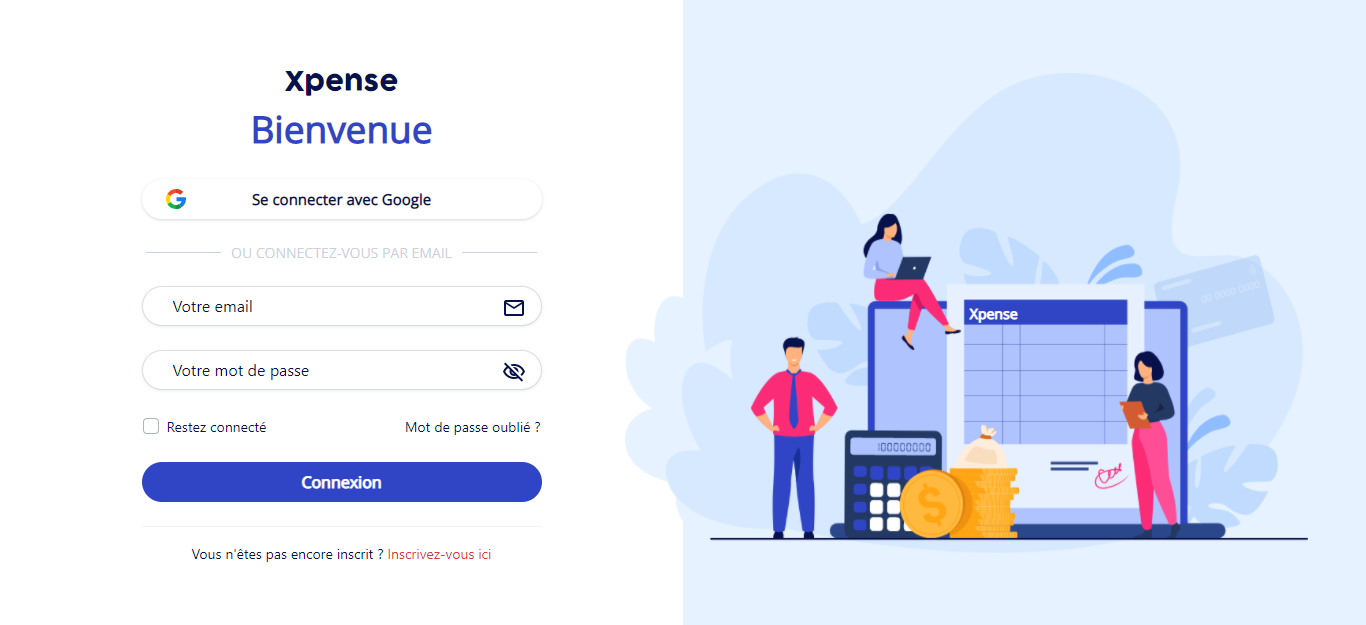 Xpense
Bienvenue
Se connecter avec Google
OU CONNECTEZ-VOUS PAR EMAIL
Votre email
Votre mot de passe
Restez connecté
Mot de passe oublié ?
Connexion
Vous n'êtes pas encore inscrit ? Inscrivez-vous ici
Xpense
00 0000 0000
100000000
$